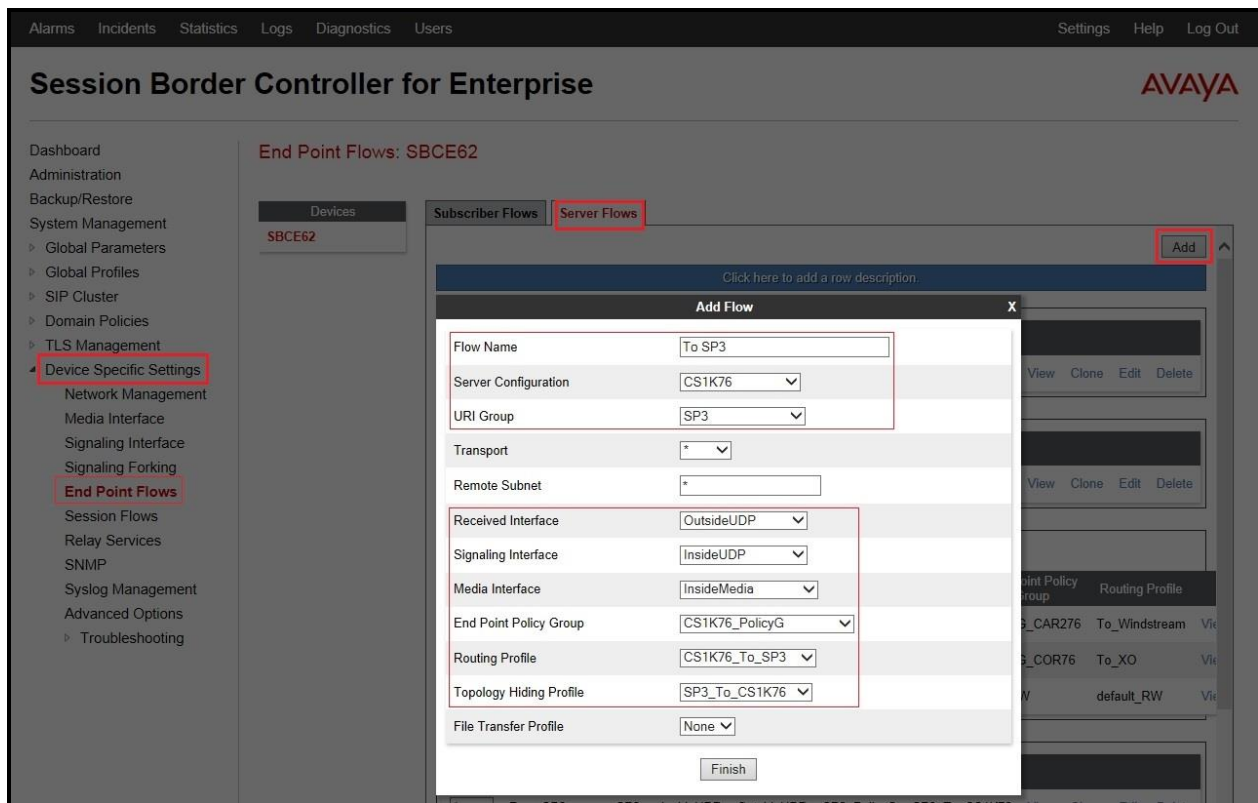 Alarms Incidents Statistics Logs Diagnostics Users Settings Help Log Out
Session Border Controller for Enterprise
AVAYA
Dashboard
Administration
Backup/Restore
System Management
Global Parameters
Global Profiles
SIP Cluster
Domain Policies
TLS Management
Device Specific Settings
Network Management
Media Interface
Signaling Interface
Signaling Forking
End Point Flows
Session Flows
Relay Services
SNMP
Syslog Management
Advanced Options
Troubleshooting
End Point Flows: SBCE62
Devices
SBCE62
Subscriber Flows Server Flows
Add
Click here to add a row description.
Add Flow X
Flow Name To SP3
Server Configuration CS1K76
URI Group SP3
Transport *
Remote Subnet *
Received Interface OutsideUDP
Signaling Interface InsideUDP
Media Interface InsideMedia
End Point Policy Group CS1K76_PolicyG
Routing Profile CS1K76_To_SP3
Topology Hiding Profile SP3_To_CS1K76
File Transfer Profile None
Finish
View Clone Edit Delete
View Clone Edit Delete
Policy Routing Profile
_CAR276 To_Windstream
_COR76 To_XO
default_RW